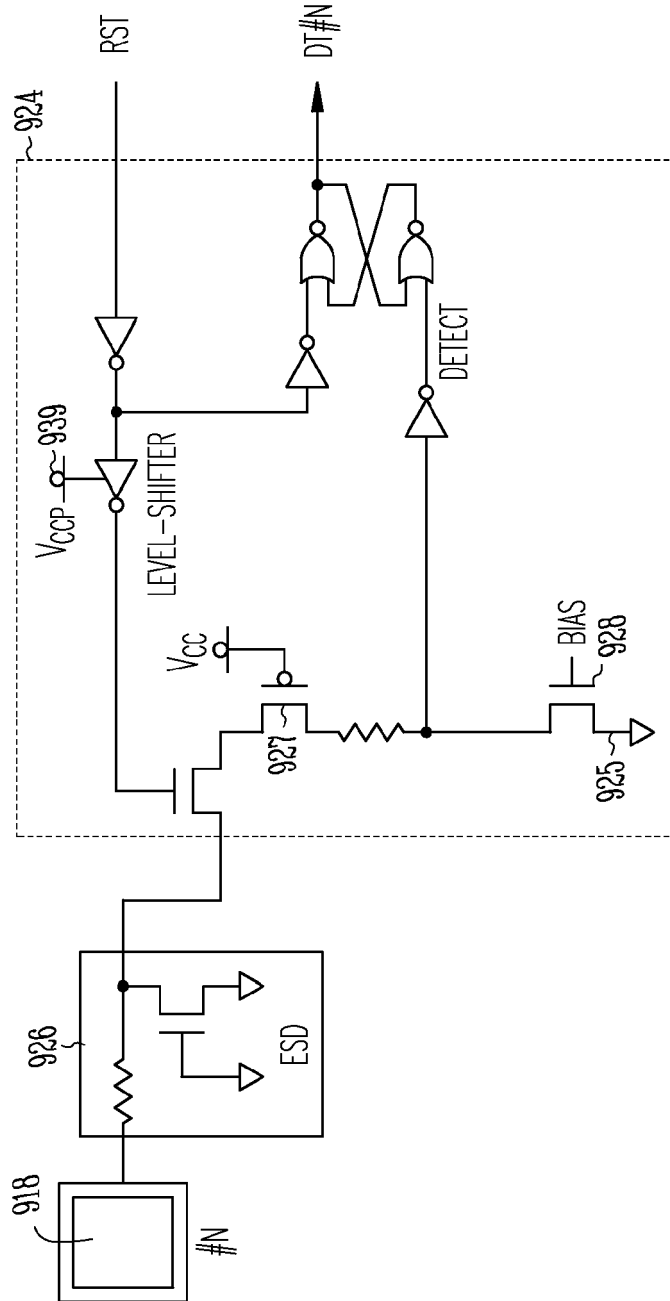 918
#N
926
ESD
924
RST
VCCP
939
LEVEL-SHIFTER
VCC
927
DT#N
DETECT
BIAS
928
925